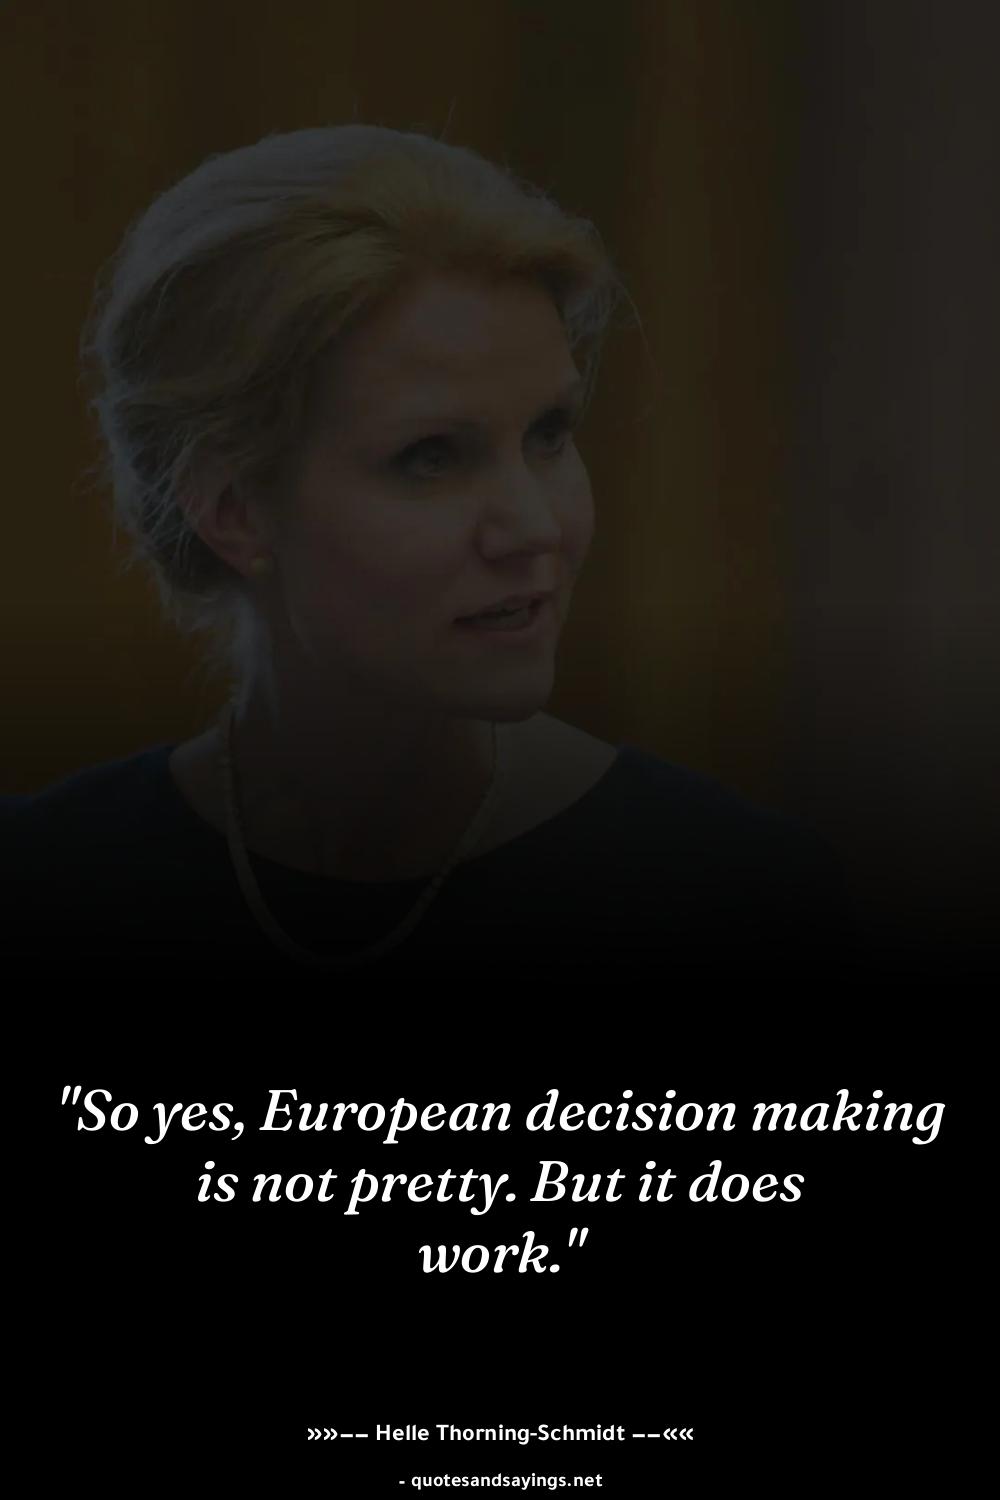 "So yes, European decision making
is not pretty. But it does
work."
»»−− Helle Thorning-Schmidt −−««
- quotesandsayings.net